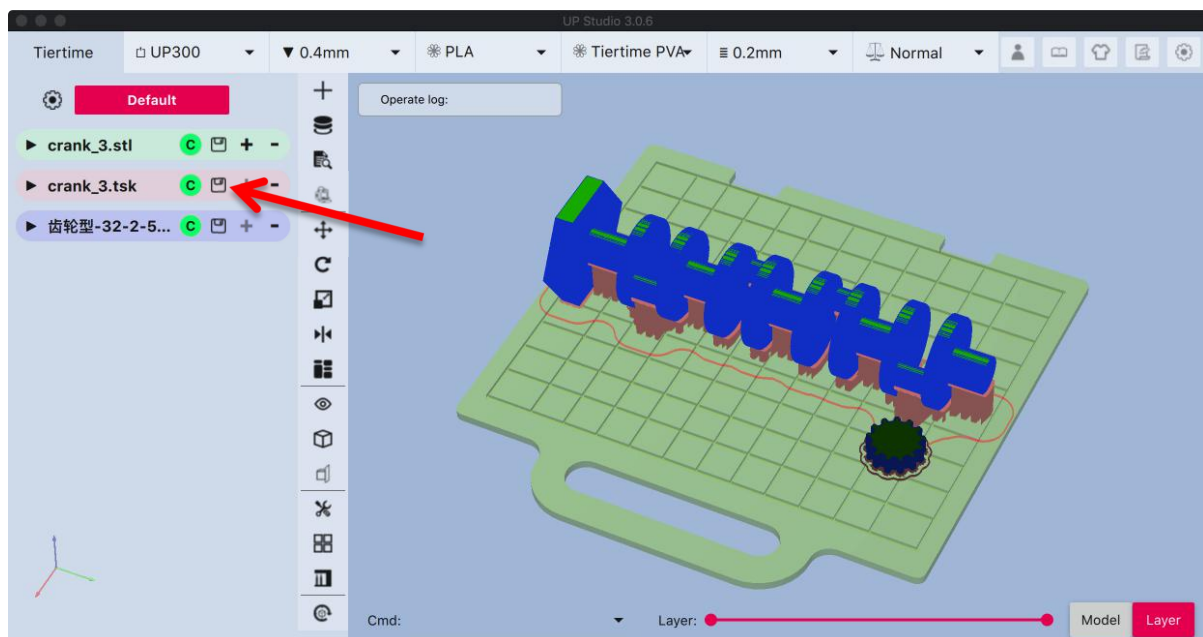 UP Studio 3.0.6
Tiertime UP300 0.4mm PLA Tiertime PVA 0.2mm Normal
Default
Operate log:
crank_3.stl C
crank_3.tsk C
齿轮型-32-2-5... C
Cmd: Layer: Model Layer